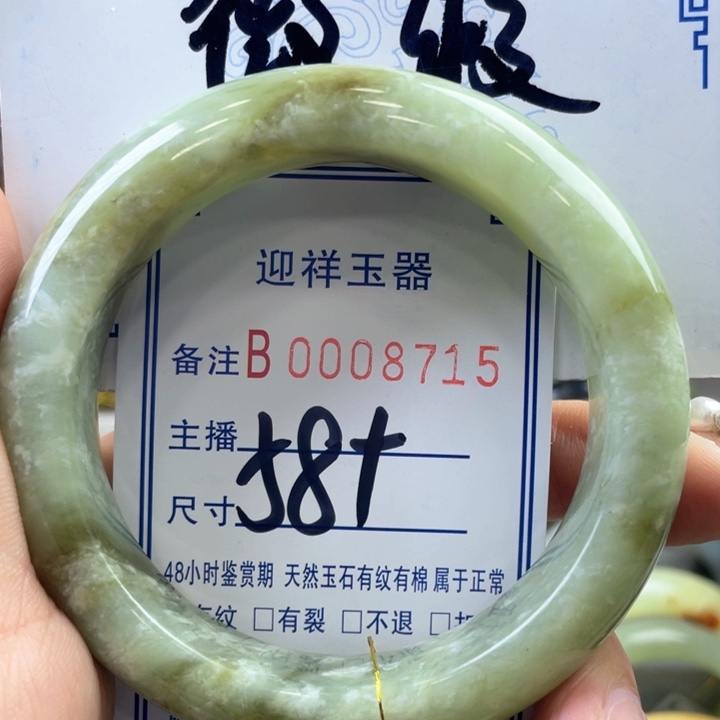 迎祥玉器
备注B 0008715
主播
尺寸 58+
48小时鉴赏期 天然玉石有纹有棉 属于正常
纹 □有裂 □不退 □